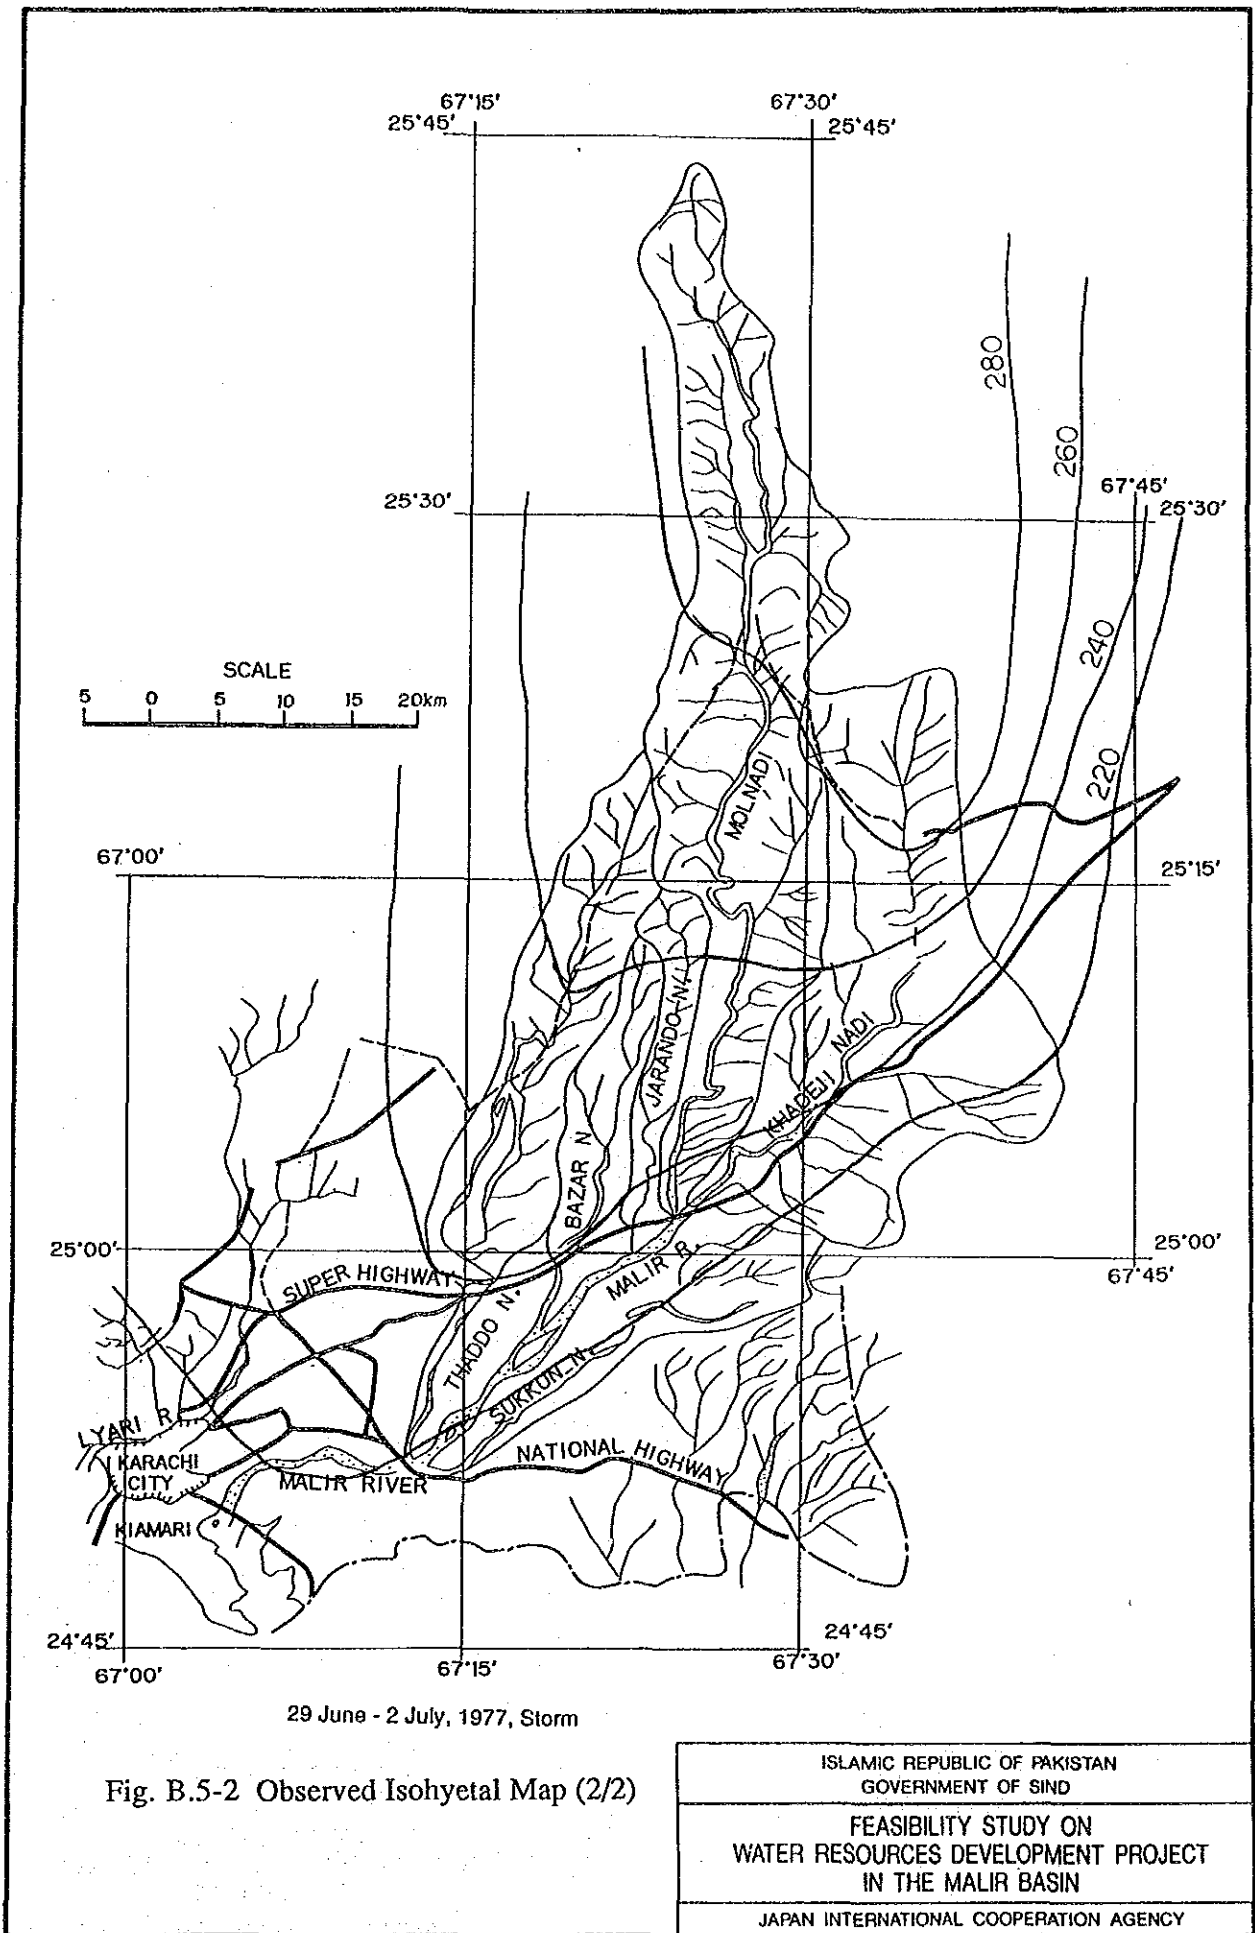 67°15'
67°30'
25°45'
25°45'
280
260
67°45'
25°30'
25°30'
240
SCALE
5 0 5 10 15 20km
220
MOLNADI
67°00'
25°15'
JARANDO N.
KHADEJI NADI
BAZAR N
25°00'
25°00'
67°45'
SUPER HIGHWAY
MALIR R.
THADDO N.
SUKKUN N.
LYARI R.
KARACHI
CITY
NATIONAL HIGHWAY
MALIR RIVER
KIAMARI
24°45'
24°45'
67°00'
67°15'
67°30'
29 June - 2 July, 1977, Storm
Fig. B.5-2 Observed Isohyetal Map (2/2)
ISLAMIC REPUBLIC OF PAKISTAN
GOVERNMENT OF SIND
FEASIBILITY STUDY ON
WATER RESOURCES DEVELOPMENT PROJECT
IN THE MALIR BASIN
JAPAN INTERNATIONAL COOPERATION AGENCY